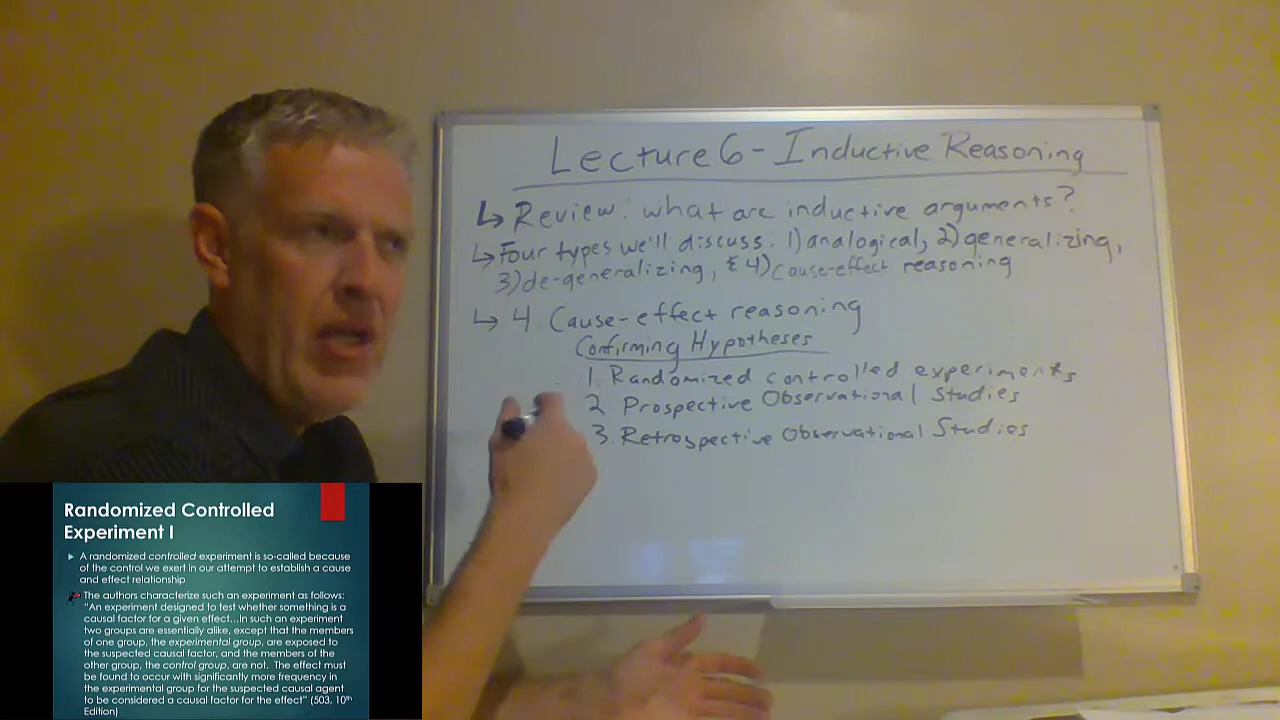 Lecture 6 - Inductive Reasoning
↳ Review: what are inductive arguments?
↳ Four types we'll discuss: 1) analogical, 2) generalizing,
3) de-generalizing, & 4) cause-effect reasoning
↳ 4. Cause-effect reasoning
Confirming Hypotheses
1. Randomized controlled experiments
2 Prospective Observational Studies
3. Retrospective Observational Studies
Randomized Controlled
Experiment I
A randomized controlled experiment is so-called because
of the control we exert in our attempt to establish a cause
and effect relationship
The authors characterize such an experiment as follows:
"An experiment designed to test whether something is a
causal factor for a given effect…In such an experiment
two groups are essentially alike, except that the members
of one group, the experimental group, are exposed to
the suspected causal factor, and the members of the
other group, the control group, are not. The effect must
be found to occur with significantly more frequency in
the experimental group for the suspected causal agent
to be considered a causal factor for the effect" (503, 10th
Edition)